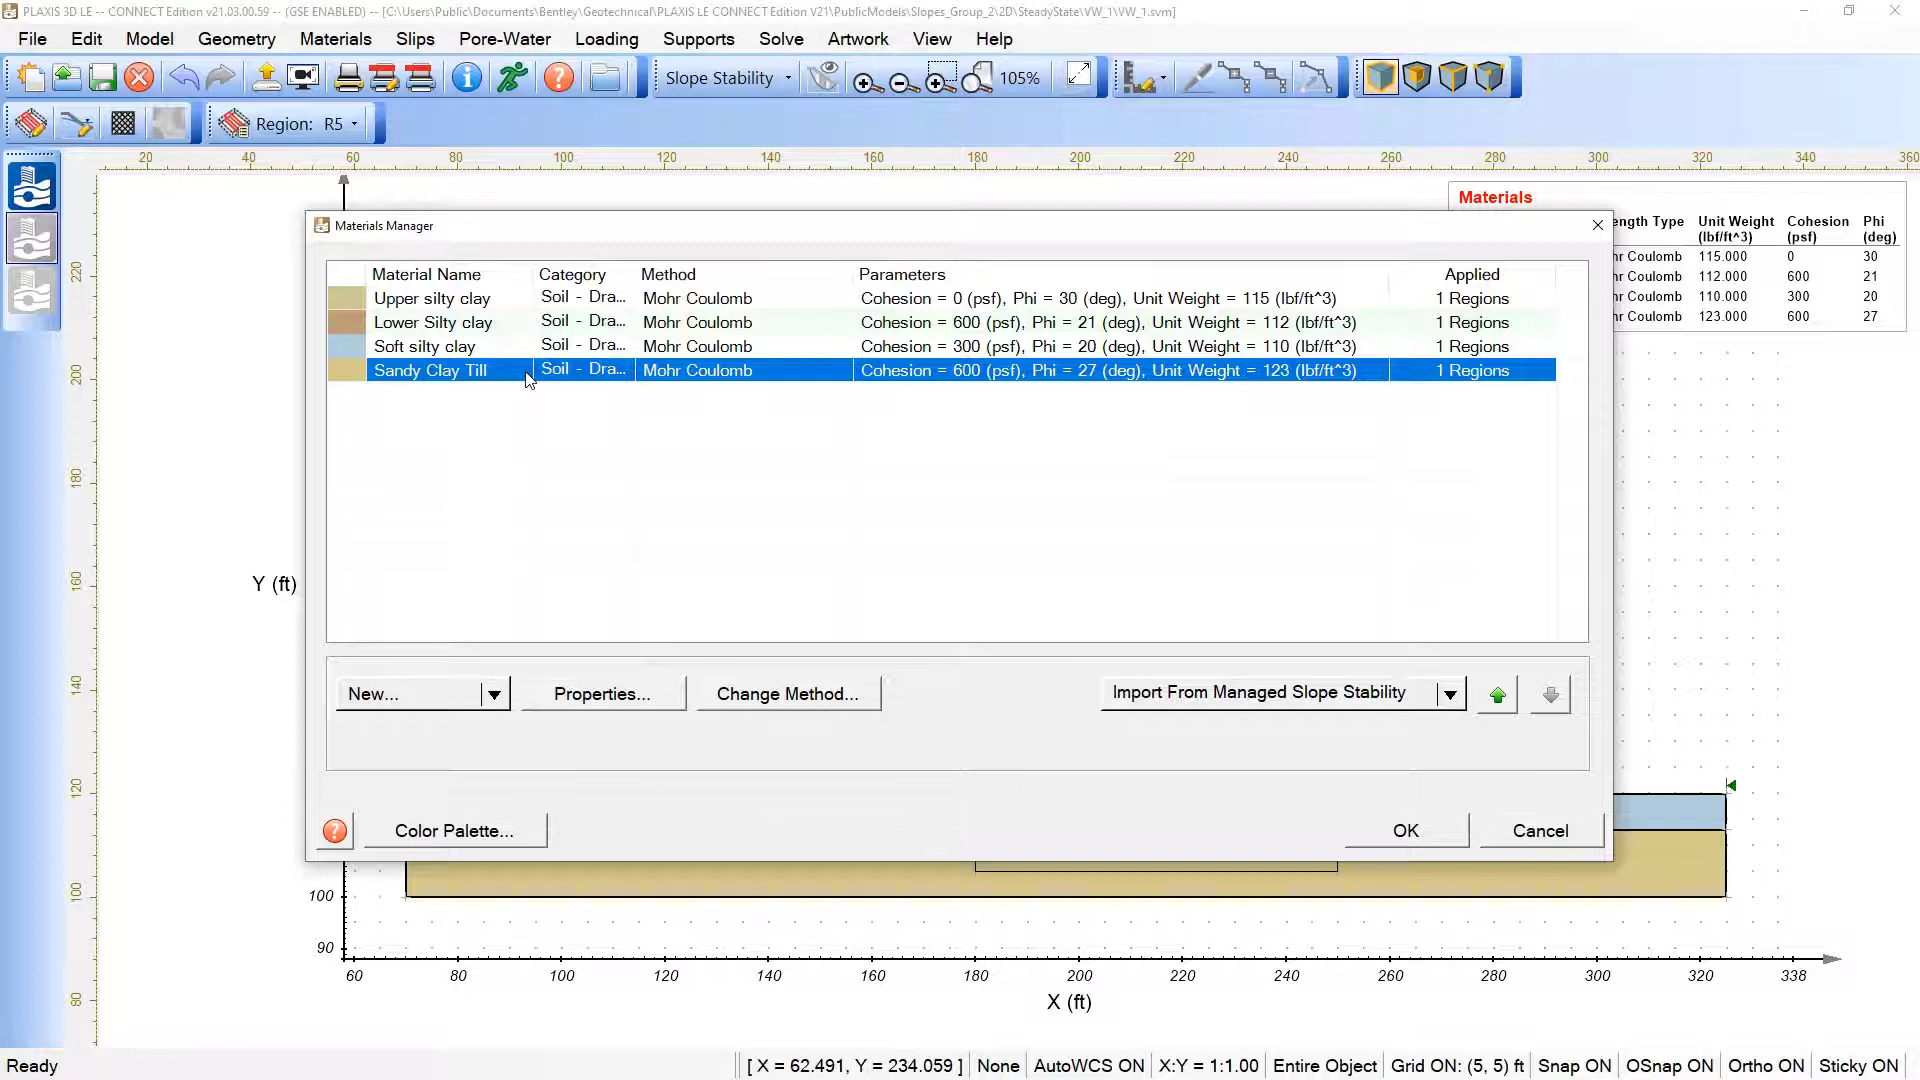 PLAXIS 3D LE -- CONNECT Edition v21.03.00.59 -- (GSE ENABLED) -- [C:\Users\Public\Documents\Bentley\Geotechnical\PLAXIS LE CONNECT Edition V21\PublicModels\Slopes_Group_2\2D\SteadyState\VW_1\VW_1.svm]
File Edit Model Geometry Materials Slips Pore-Water Loading Supports Solve Artwork View Help
Slope Stability 105%
Region: R5
20 40 60 80 100 120 140 160 180 200 220 240 260 280 300 320 340 360
Materials
ength Type Unit Weight Cohesion Phi
(lbf/ft^3) (psf) (deg)
hr Coulomb 115.000 0 30
hr Coulomb 112.000 600 21
hr Coulomb 110.000 300 20
hr Coulomb 123.000 600 27
Materials Manager
Material Name Category Method Parameters Applied
Upper silty clay Soil - Dra... Mohr Coulomb Cohesion = 0 (psf), Phi = 30 (deg), Unit Weight = 115 (lbf/ft^3) 1 Regions
Lower Silty clay Soil - Dra... Mohr Coulomb Cohesion = 600 (psf), Phi = 21 (deg), Unit Weight = 112 (lbf/ft^3) 1 Regions
Soft silty clay Soil - Dra... Mohr Coulomb Cohesion = 300 (psf), Phi = 20 (deg), Unit Weight = 110 (lbf/ft^3) 1 Regions
Sandy Clay Till Soil - Dra... Mohr Coulomb Cohesion = 600 (psf), Phi = 27 (deg), Unit Weight = 123 (lbf/ft^3) 1 Regions
New... Properties... Change Method... Import From Managed Slope Stability
Color Palette... OK Cancel
220
200
180
160
140
120
100
80
Y (ft)
100
90
60 80 100 120 140 160 180 200 220 240 260 280 300 320 338
X (ft)
Ready [ X = 62.491, Y = 234.059 ] None AutoWCS ON X:Y = 1:1.00 Entire Object Grid ON: (5, 5) ft Snap ON OSnap ON Ortho ON Sticky ON